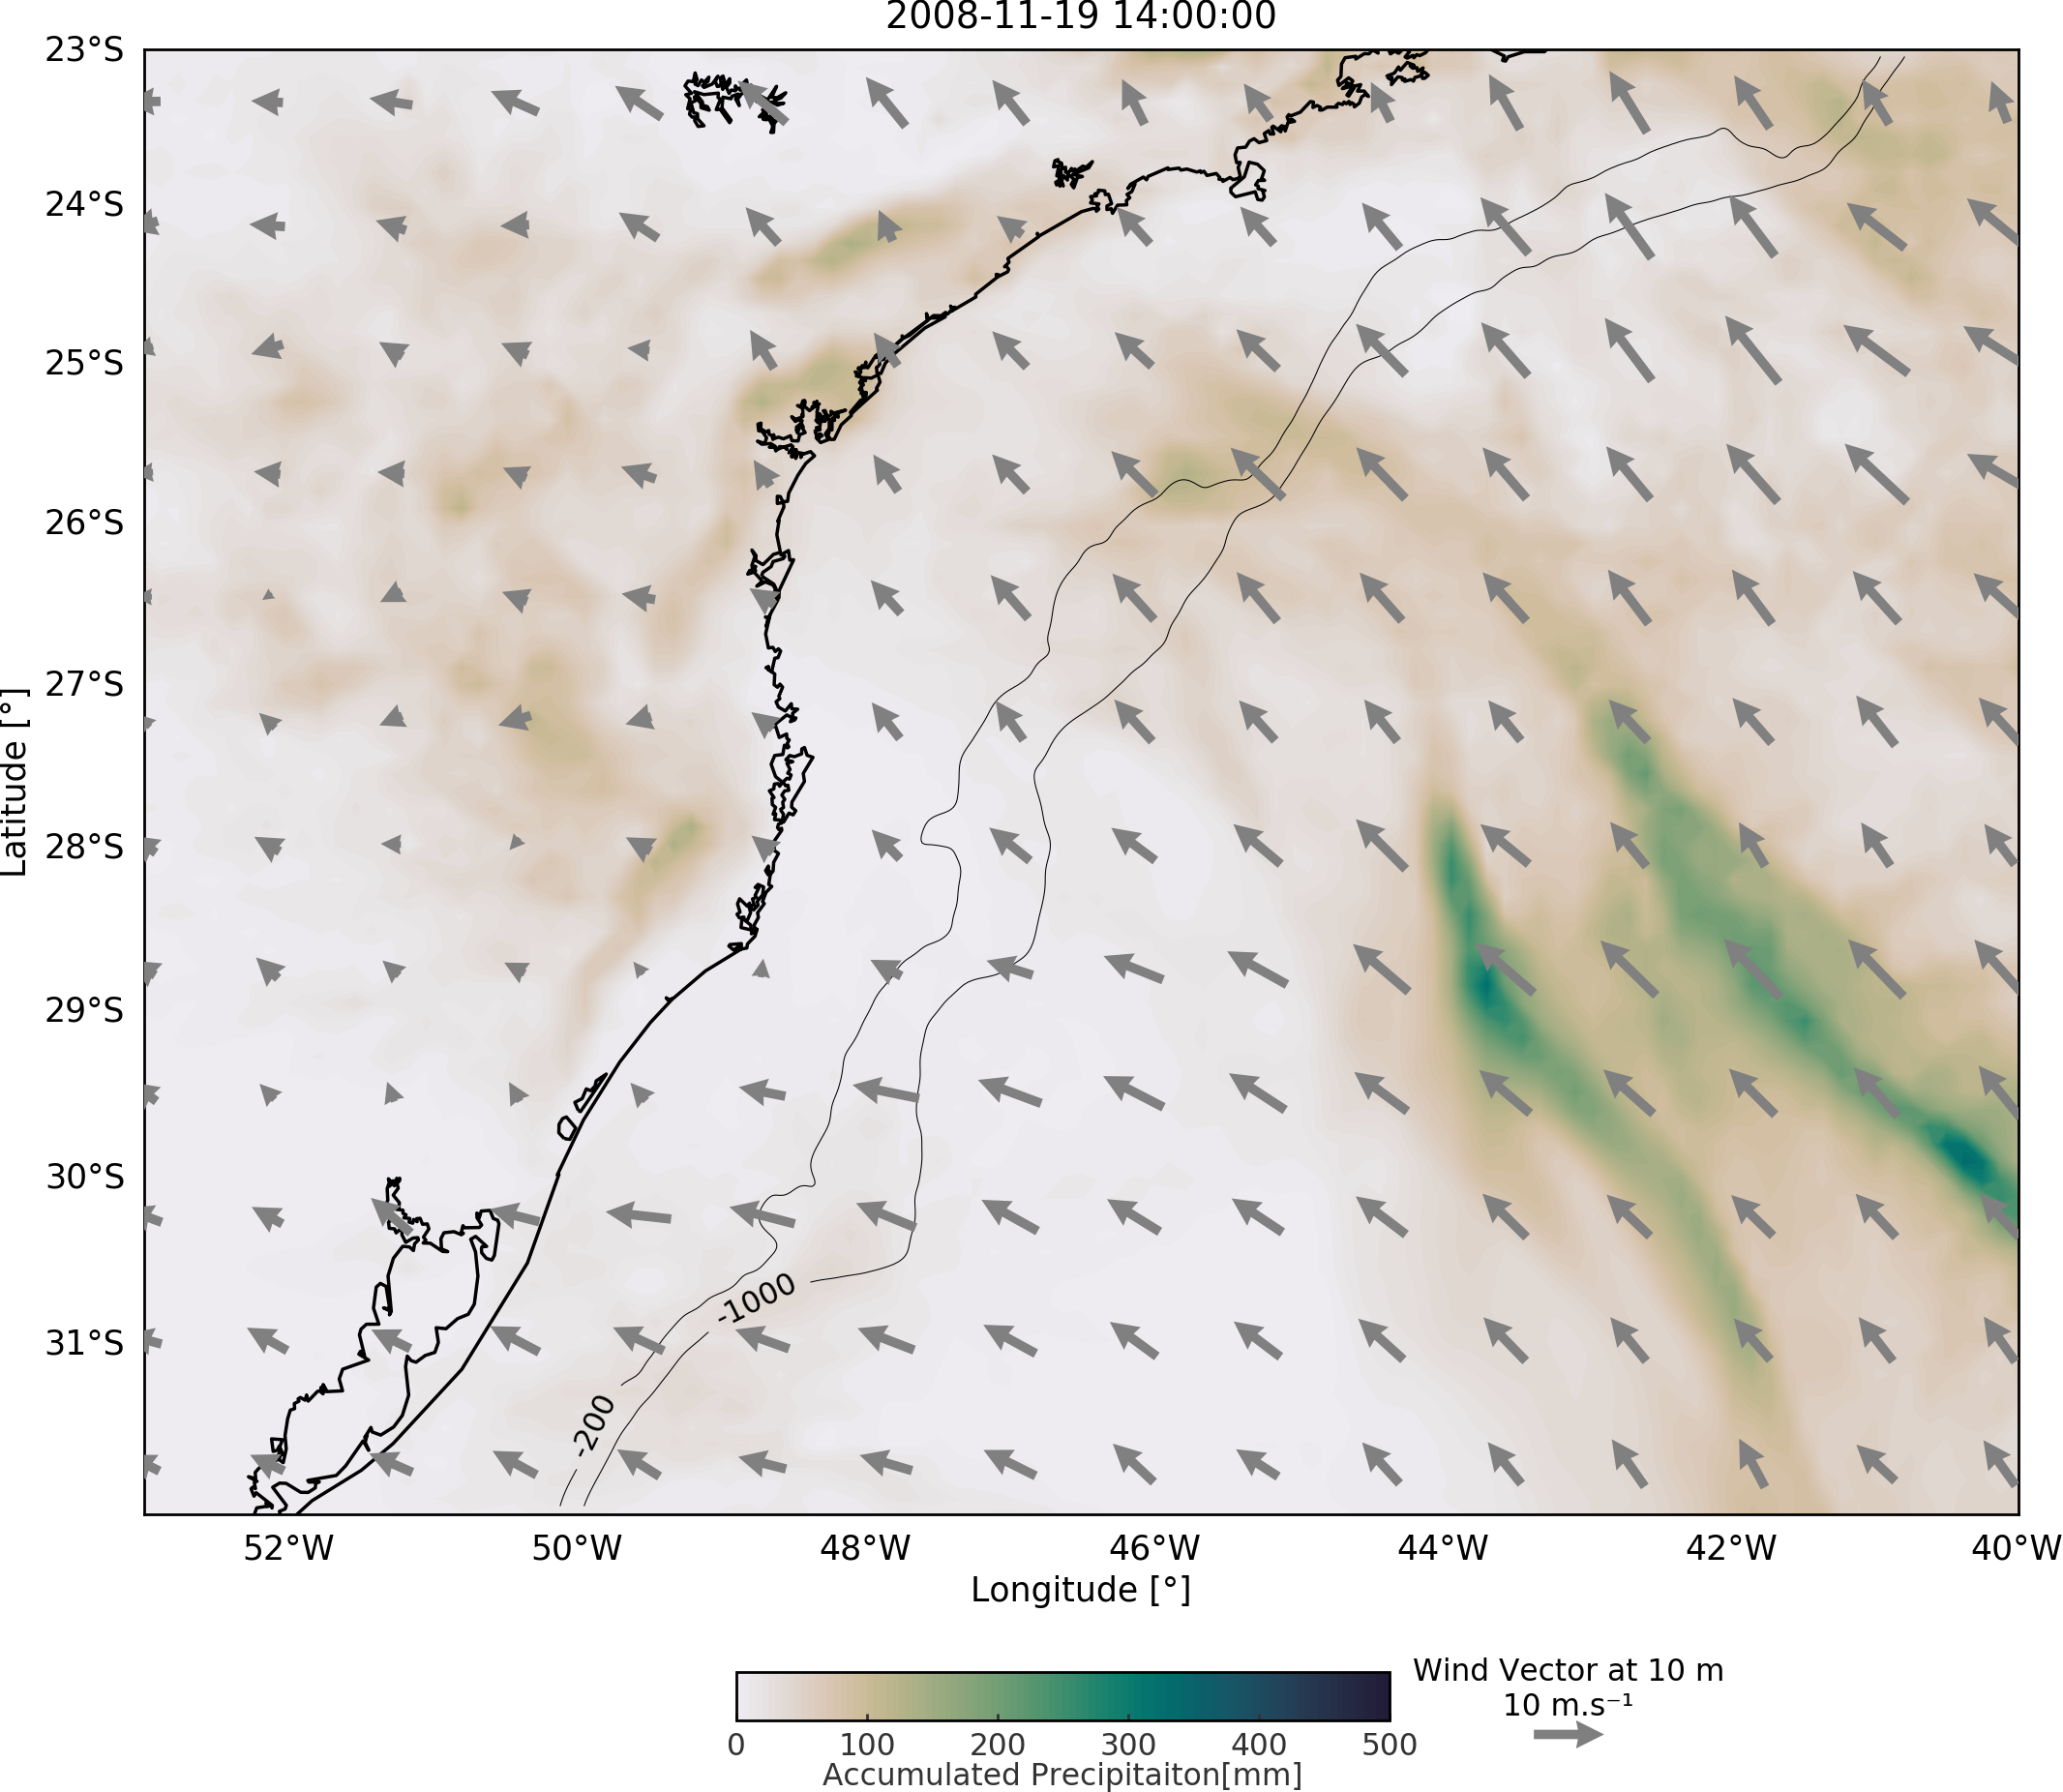 2008-11-19 14:00:00
23°S
24°S
25°S
26°S
27°S
28°S
29°S
30°S
31°S
Latitude [°]
-1000
-200
52°W 50°W 48°W 46°W 44°W 42°W 40°W
Longitude [°]
Wind Vector at 10 m
10 m.s⁻¹
0 100 200 300 400 500
Accumulated Precipitaiton[mm]